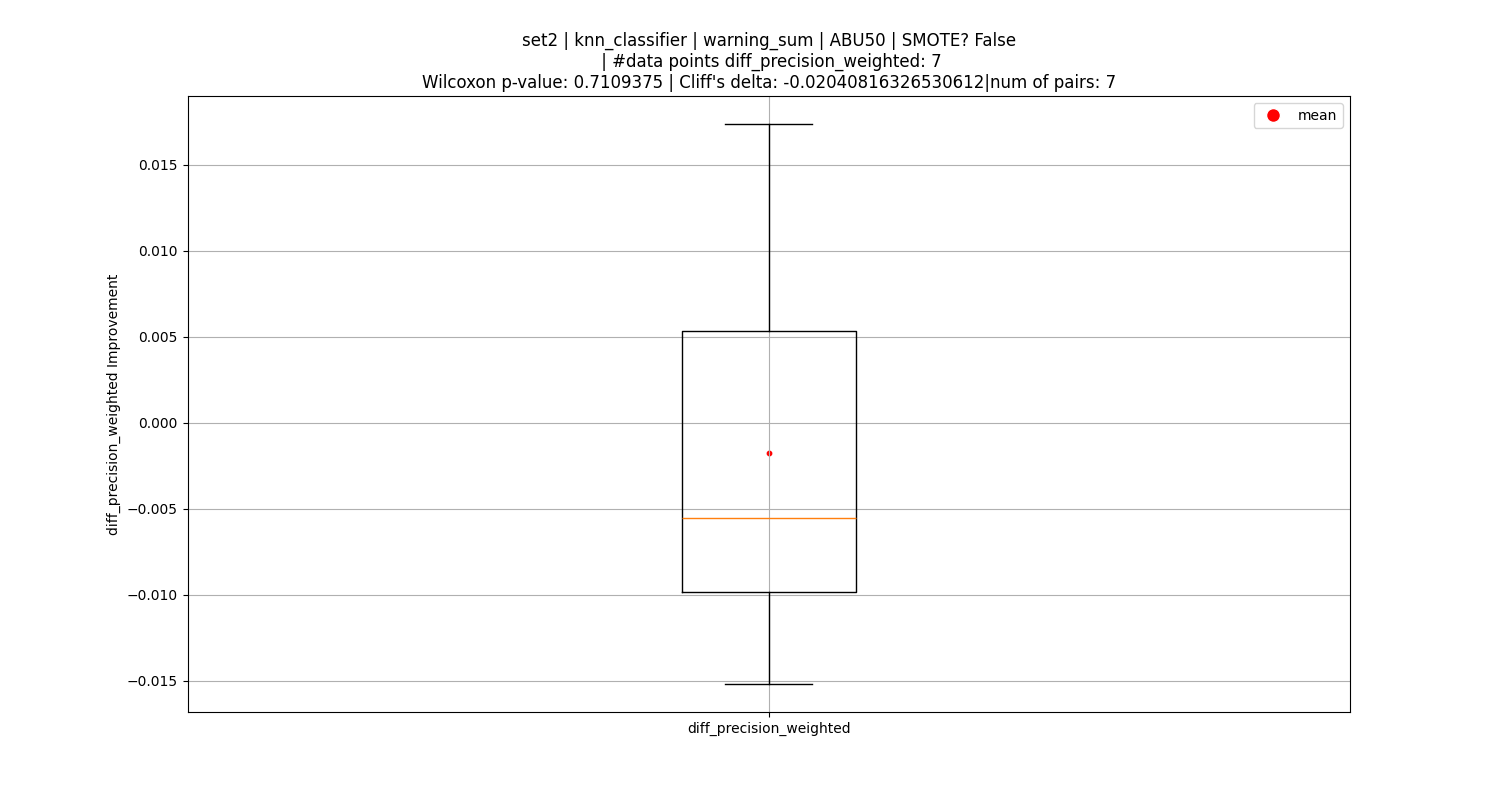 set2 | knn_classifier | warning_sum | ABU50 | SMOTE? False
| #data points diff_precision_weighted: 7
Wilcoxon p-value: 0.7109375 | Cliff's delta: -0.02040816326530612|num of pairs: 7
mean
0.015
0.010
0.005
0.000
−0.005
−0.010
−0.015
diff_precision_weighted Improvement
diff_precision_weighted